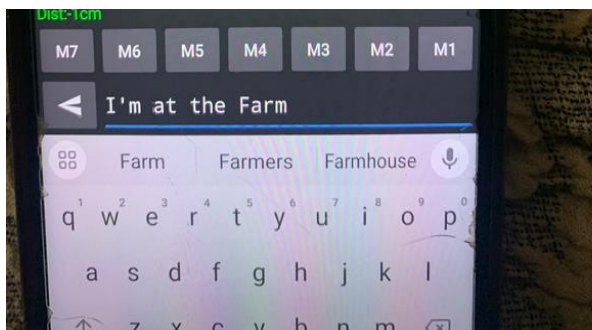 Dist:-1cm
M7 M6 M5 M4 M3 M2 M1
I'm at the Farm
Farm Farmers Farmhouse
1 2 3 4 5 6 7 8 9 0
q w e r t y u i o p
a s d f g h j k l
z x c v b n m